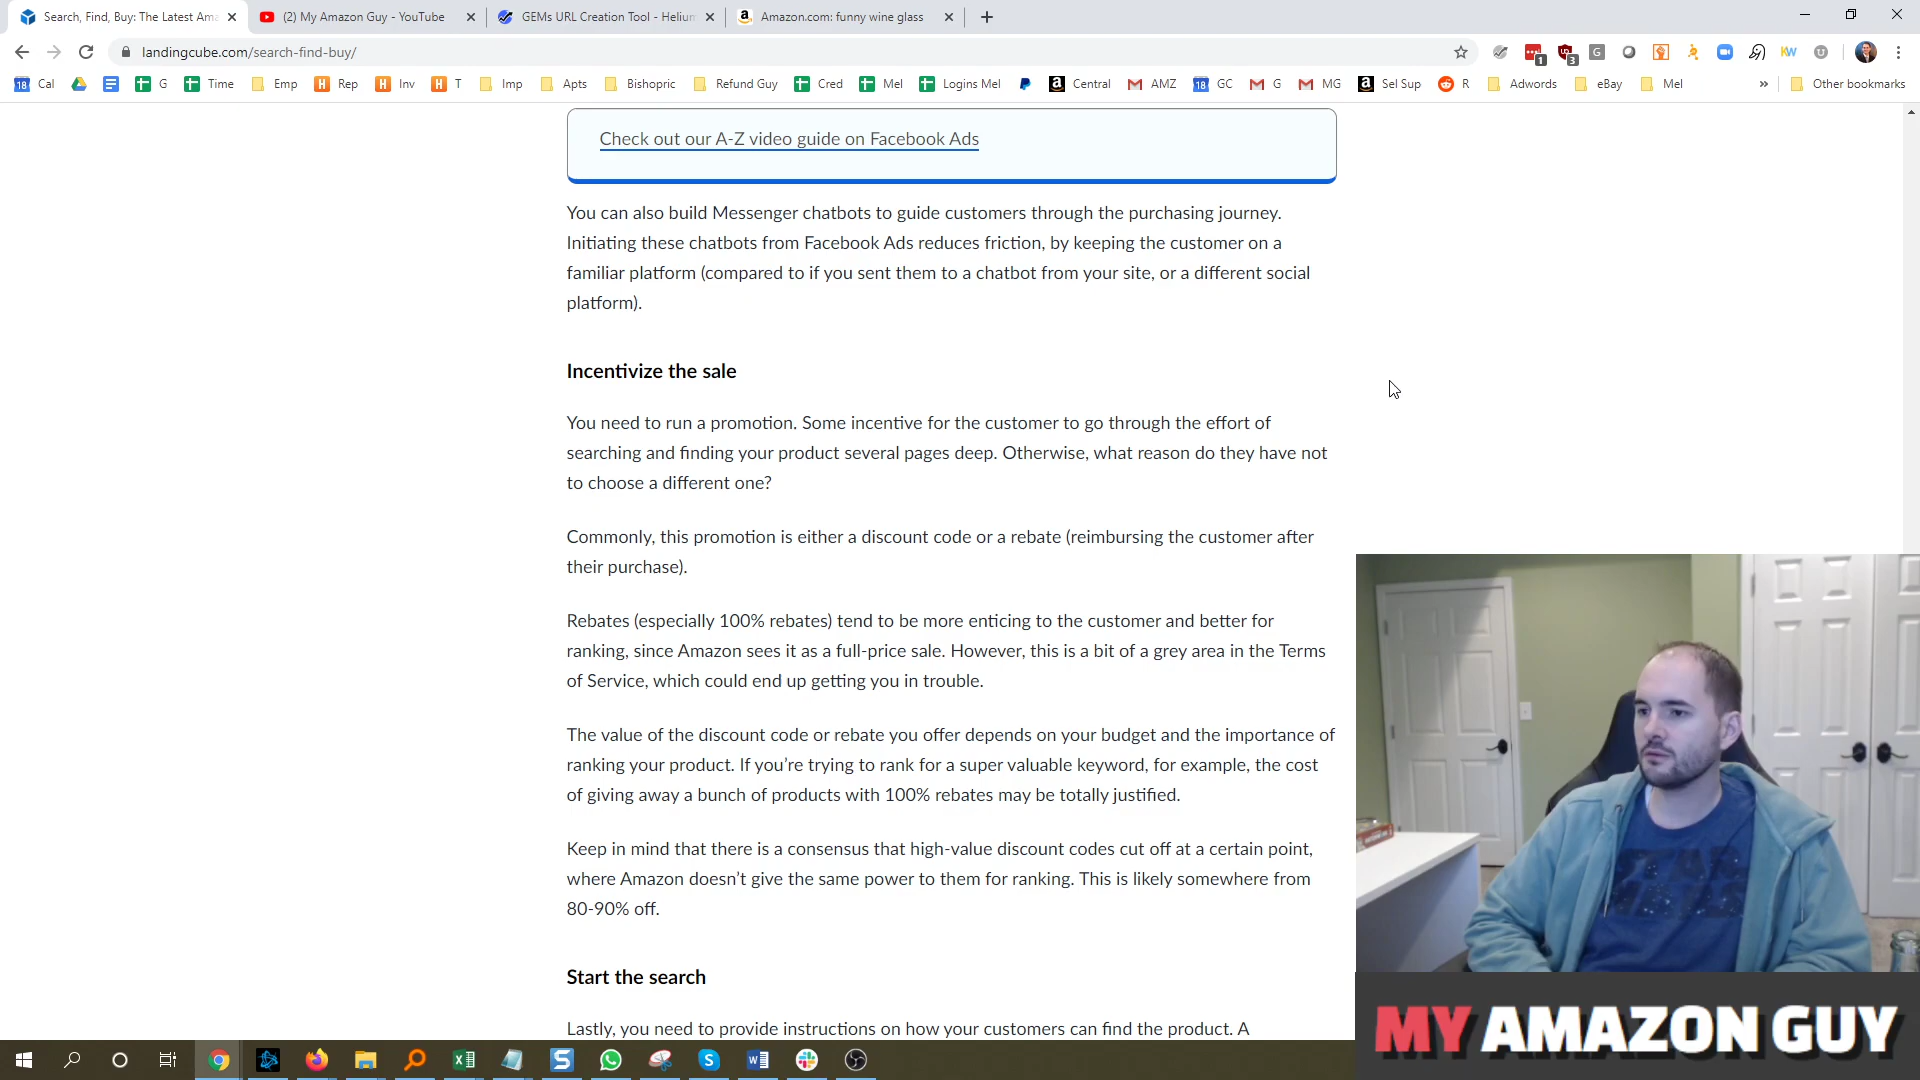 Search, Find, Buy: The Latest Ama
(2) My Amazon Guy - YouTube
GEMs URL Creation Tool - Helium
Amazon.com: funny wine glass
landingcube.com/search-find-buy/
Cal
G
Time
Emp
Rep
Inv
T
Imp
Apts
Bishopric
Refund Guy
Cred
Mel
Logins Mel
Central
AMZ
GC
G
MG
Sel Sup
R
Adwords
eBay
Mel
»
Other bookmarks
Check out our A-Z video guide on Facebook Ads
You can also build Messenger chatbots to guide customers through the purchasing journey.
Initiating these chatbots from Facebook Ads reduces friction, by keeping the customer on a
familiar platform (compared to if you sent them to a chatbot from your site, or a different social
platform).
Incentivize the sale
You need to run a promotion. Some incentive for the customer to go through the effort of
searching and finding your product several pages deep. Otherwise, what reason do they have not
to choose a different one?
Commonly, this promotion is either a discount code or a rebate (reimbursing the customer after
their purchase).
Rebates (especially 100% rebates) tend to be more enticing to the customer and better for
ranking, since Amazon sees it as a full-price sale. However, this is a bit of a grey area in the Terms
of Service, which could end up getting you in trouble.
The value of the discount code or rebate you offer depends on your budget and the importance of
ranking your product. If you’re trying to rank for a super valuable keyword, for example, the cost
of giving away a bunch of products with 100% rebates may be totally justified.
Keep in mind that there is a consensus that high-value discount codes cut off at a certain point,
where Amazon doesn’t give the same power to them for ranking. This is likely somewhere from
80-90% off.
Start the search
Lastly, you need to provide instructions on how your customers can find the product. A
MY AMAZON GUY